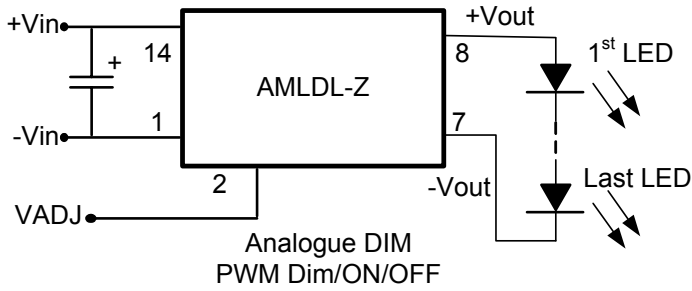 +Vin
+Vout
14
8
1st LED
+
AMLDL-Z
-Vin
1
7
2
-Vout
Last LED
VADJ
Analogue DIM
PWM Dim/ON/OFF